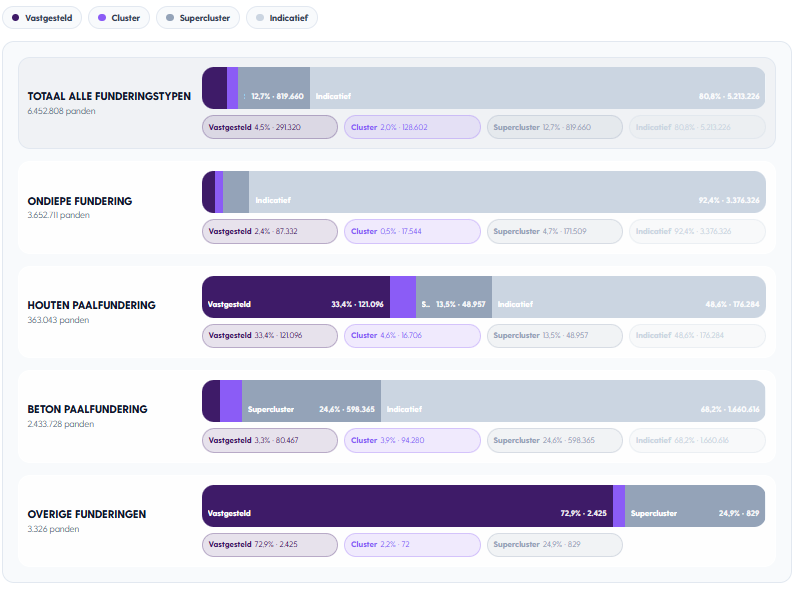 Vastgesteld Cluster Supercluster Indicatief
TOTAAL ALLE FUNDERINGSTYPEN
6.452.808 panden
12,7% · 819.660 Indicatief 80,8% · 5.213.226
Vastgesteld 4,5% · 291.320 Cluster 2,0% · 128.602 Supercluster 12,7% · 819.660 Indicatief 80,8% · 5.213.226
ONDIEPE FUNDERING
3.652.711 panden
Indicatief 92,4% · 3.376.326
Vastgesteld 2,4% · 87.332 Cluster 0,5% · 17.544 Supercluster 4,7% · 171.509 Indicatief 92,4% · 3.376.326
HOUTEN PAALFUNDERING
363.043 panden
Vastgesteld 33,4% · 121.096 S.. 13,5% · 48.957 Indicatief 48,6% · 176.284
Vastgesteld 33,4% · 121.096 Cluster 4,6% · 16.706 Supercluster 13,5% · 48.957 Indicatief 48,6% · 176.284
BETON PAALFUNDERING
2.433.728 panden
Supercluster 24,6% · 598.365 Indicatief 68,2% · 1.660.616
Vastgesteld 3,3% · 80.467 Cluster 3,9% · 94.280 Supercluster 24,6% · 598.365 Indicatief 68,2% · 1.660.616
OVERIGE FUNDERINGEN
3.326 panden
Vastgesteld 72,9% · 2.425 Supercluster 24,9% · 829
Vastgesteld 72,9% · 2.425 Cluster 2,2% · 72 Supercluster 24,9% · 829